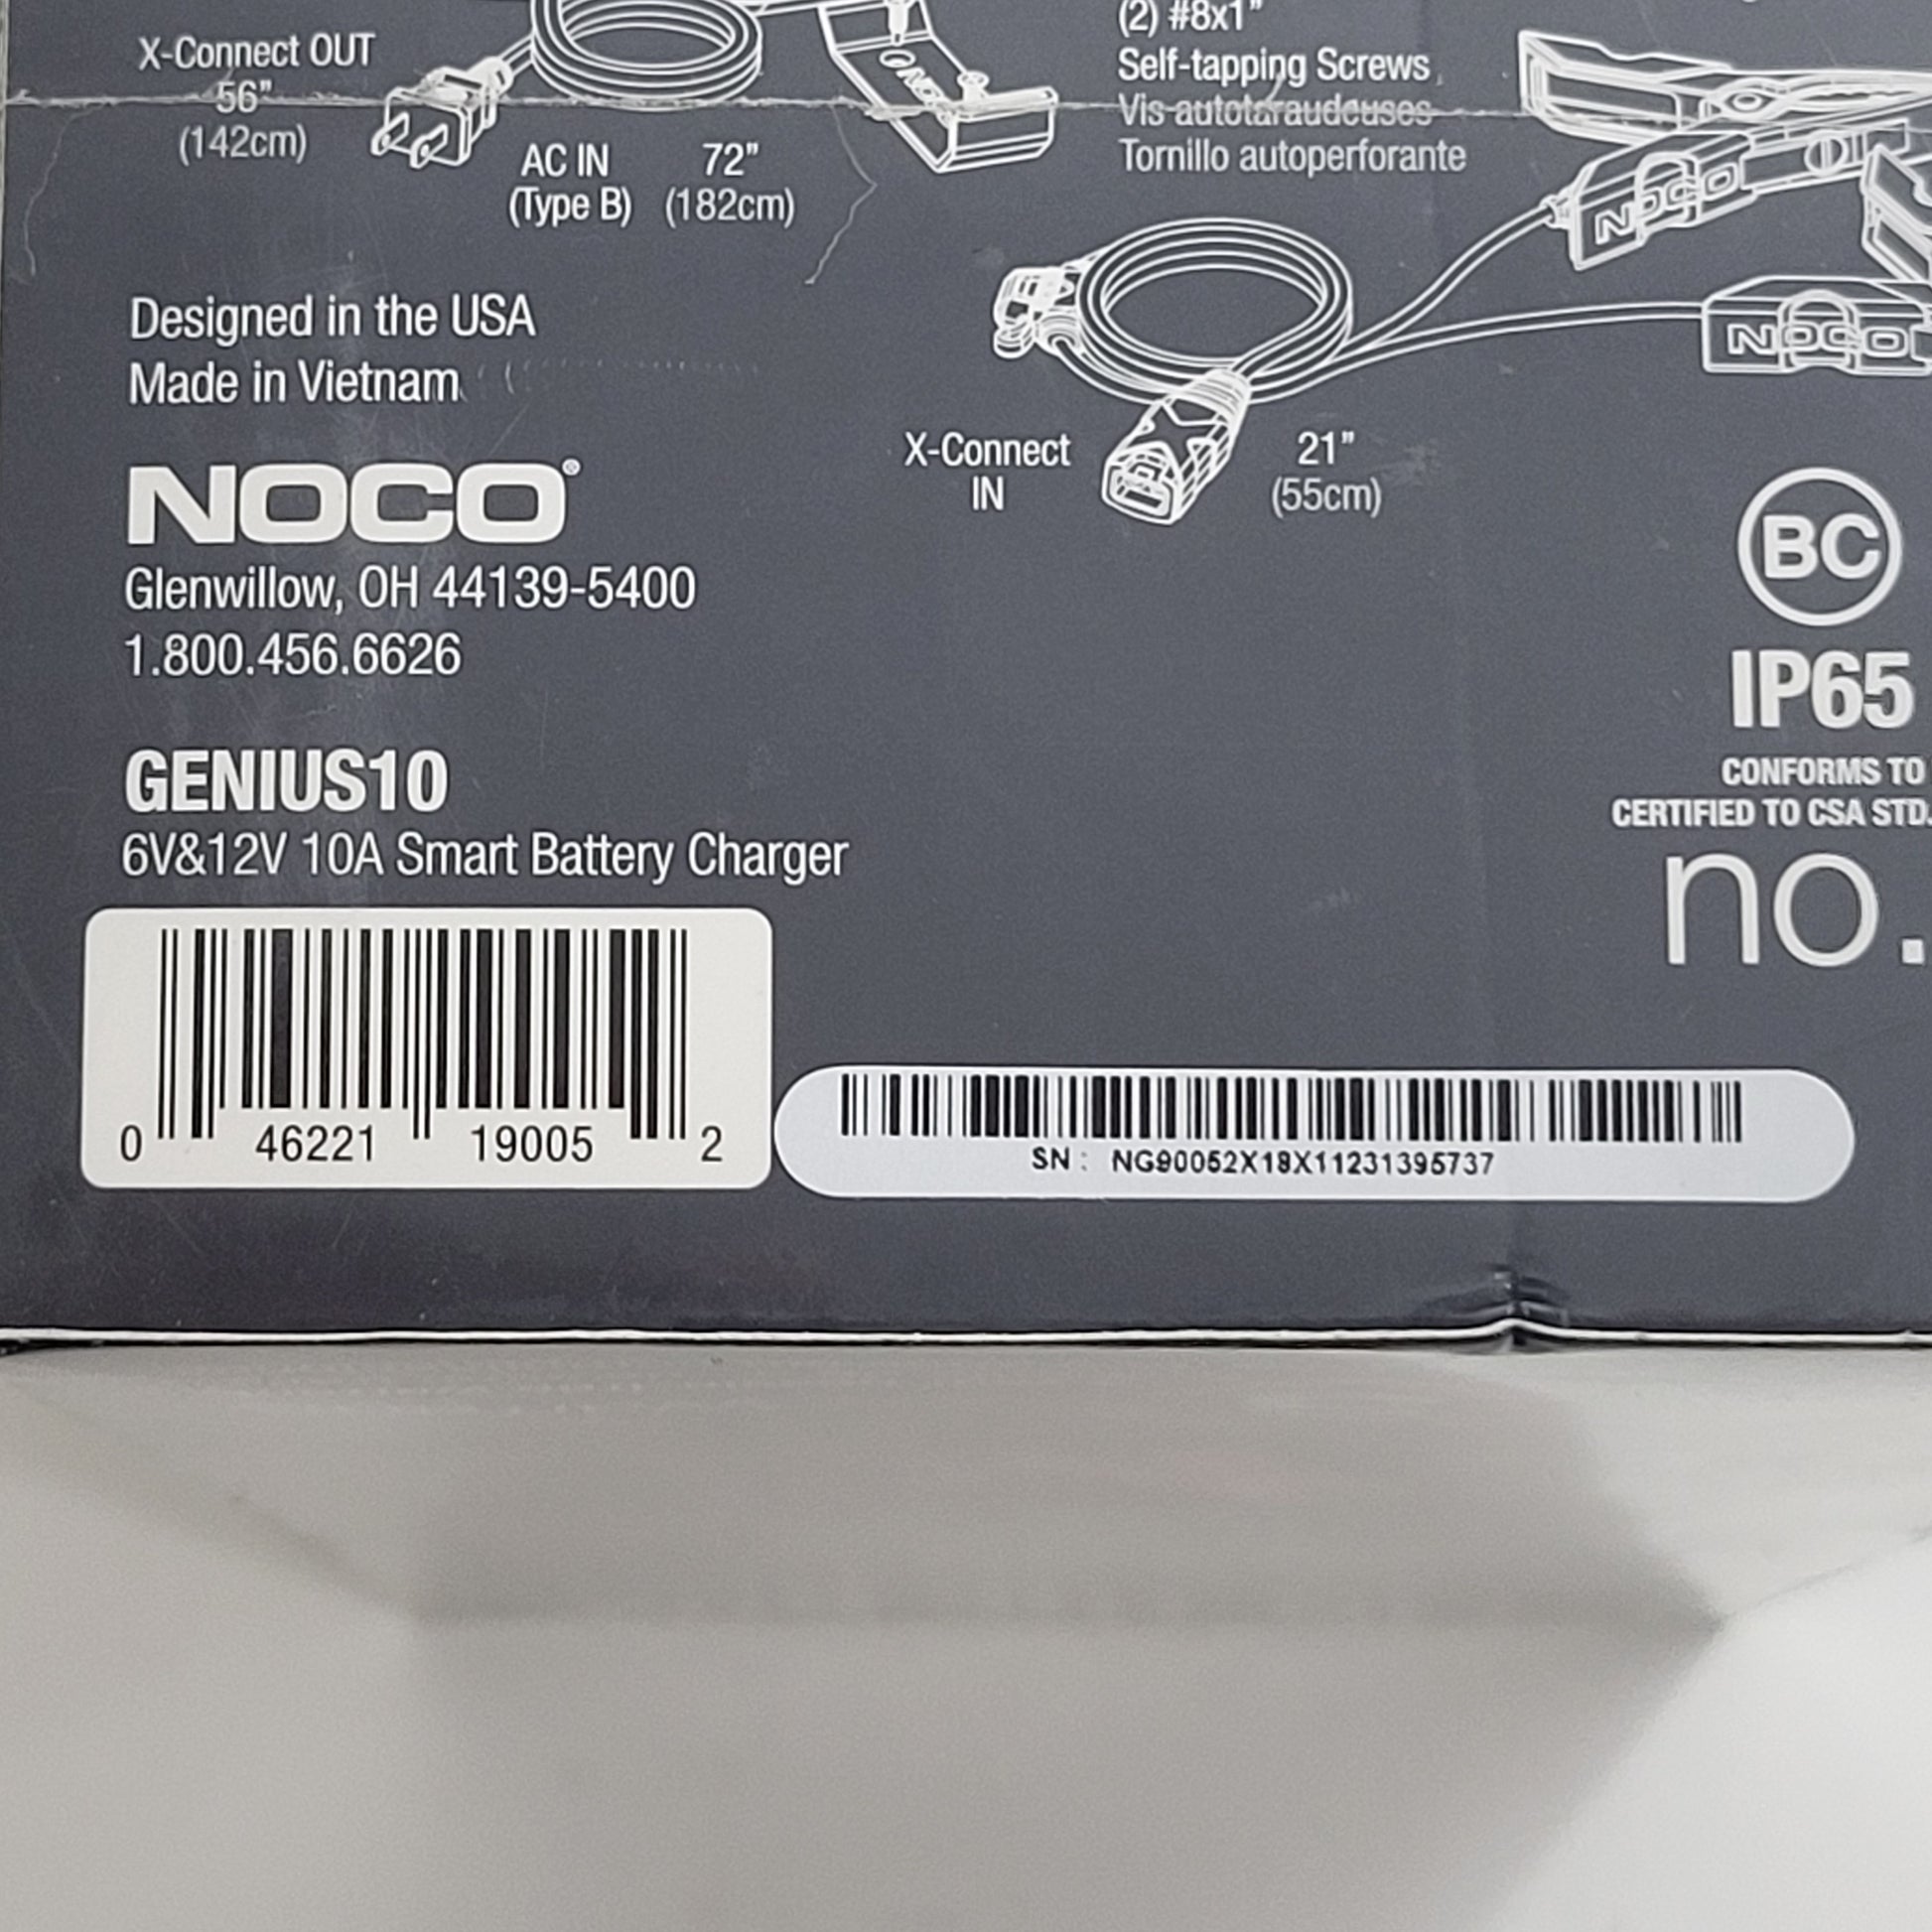 X-Connect OUT
56”
(142cm)
AC IN
(Type B)
72”
(182cm)
(2) #8x1”
Self-tapping Screws
Vis autotaraudeuses
Tornillo autoperforante
NOCO
NOCO
NOCO
Designed in the USA
Made in Vietnam
X-Connect
IN
21”
(55cm)
NOCO®
Glenwillow, OH 44139-5400
1.800.456.6626
GENIUS10
6V&12V 10A Smart Battery Charger
BC
IP65
CONFORMS TO
CERTIFIED TO CSA STD.
no.
0 46221 19005 2
SN: NG90052X18X11231395737